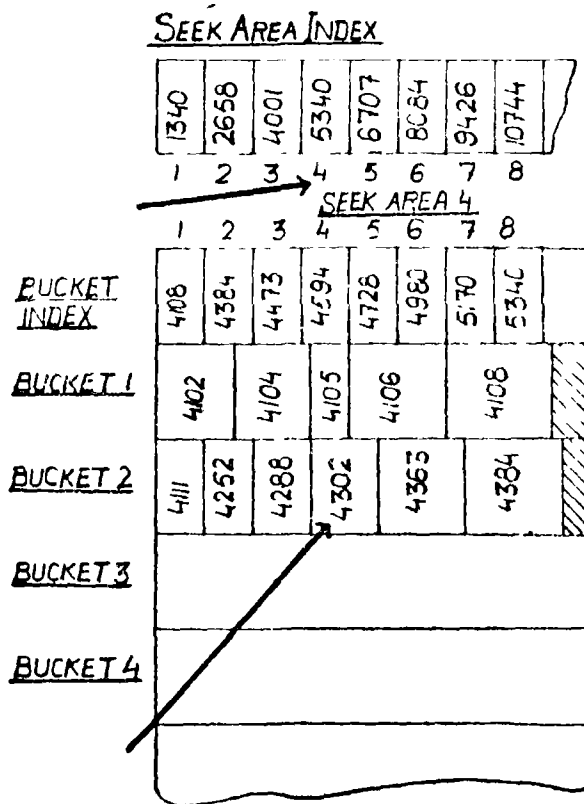 SEEK AREA INDEX
1340 2658 4001 5340 6707 8084 9426 10744
1 2 3 4 5 6 7 8
SEEK AREA 4
1 2 3 4 5 6 7 8
BUCKET INDEX 4108 4384 4473 4594 4728 4980 5170 5340
BUCKET 1 4102 4104 4105 4106 4108
BUCKET 2 4111 4252 4288 4302 4363 4384
BUCKET 3
BUCKET 4